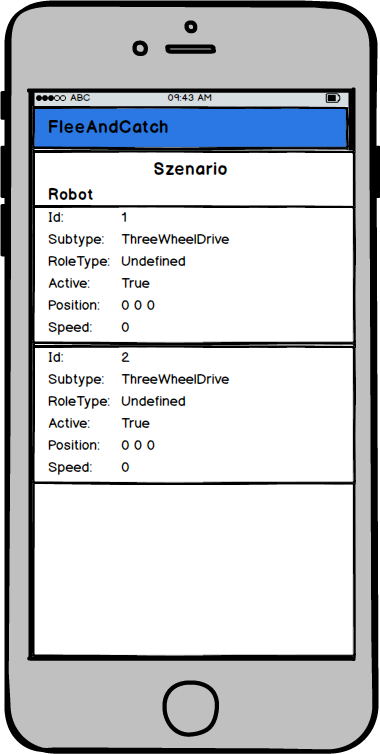 ABC 09:43 AM
FleeAndCatch
Szenario
Robot
Id: 1
Subtype: ThreeWheelDrive
RoleType: Undefined
Active: True
Position: 0 0 0
Speed: 0
Id: 2
Subtype: ThreeWheelDrive
RoleType: Undefined
Active: True
Position: 0 0 0
Speed: 0